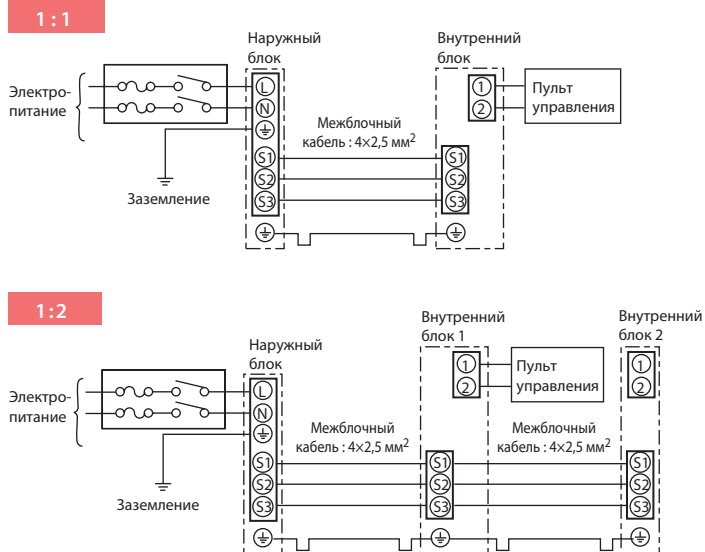 1 : 1
Наружный
блок
Внутренний
блок
Электро-
питание
L
N
1
2
Пульт
управления
Межблочный
кабель : 4×2,5 мм²
S1
S2
S3
S1
S2
S3
Заземление
1 : 2
Наружный
блок
Внутренний
блок 1
Внутренний
блок 2
Электро-
питание
L
N
1
2
Пульт
управления
1
2
Межблочный
кабель : 4×2,5 мм²
Межблочный
кабель : 4×2,5 мм²
S1
S2
S3
S1
S2
S3
S1
S2
S3
Заземление